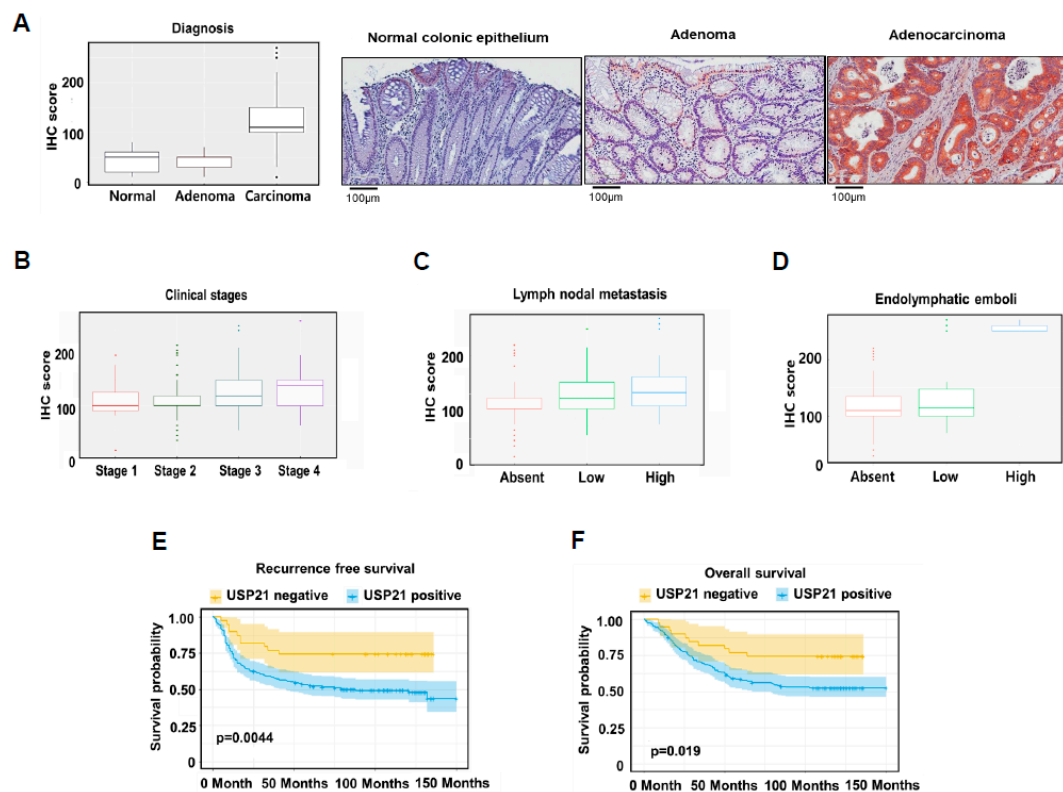 A
Diagnosis
IHC score
200
100
0
Normal Adenoma Carcinoma
Normal colonic epithelium
100µm
Adenoma
100µm
Adenocarcinoma
100µm
B
Clinical stages
IHC score
200
100
0
Stage 1 Stage 2 Stage 3 Stage 4
C
Lymph nodal metastasis
IHC score
200
100
0
Absent Low High
D
Endolymphatic emboli
IHC score
200
100
0
Absent Low High
E
Recurrence free survival
USP21 negative USP21 positive
Survival probability
1.00
0.75
0.50
0.25
0
p=0.0044
0 Month 50 Months 100 Months 150 Months
F
Overall survival
USP21 negative USP21 positive
Survival probability
1.00
0.75
0.50
0.25
0
p=0.019
0 Month 50 Months 100 Months 150 Months